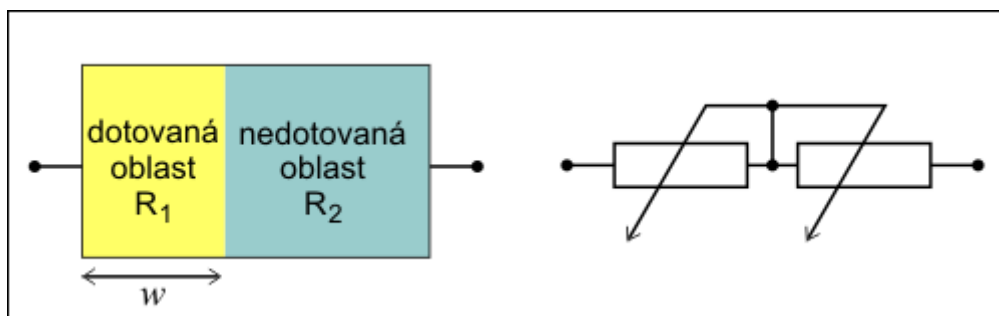 dotovaná
oblast
R₁
nedotovaná
oblast
R₂
w